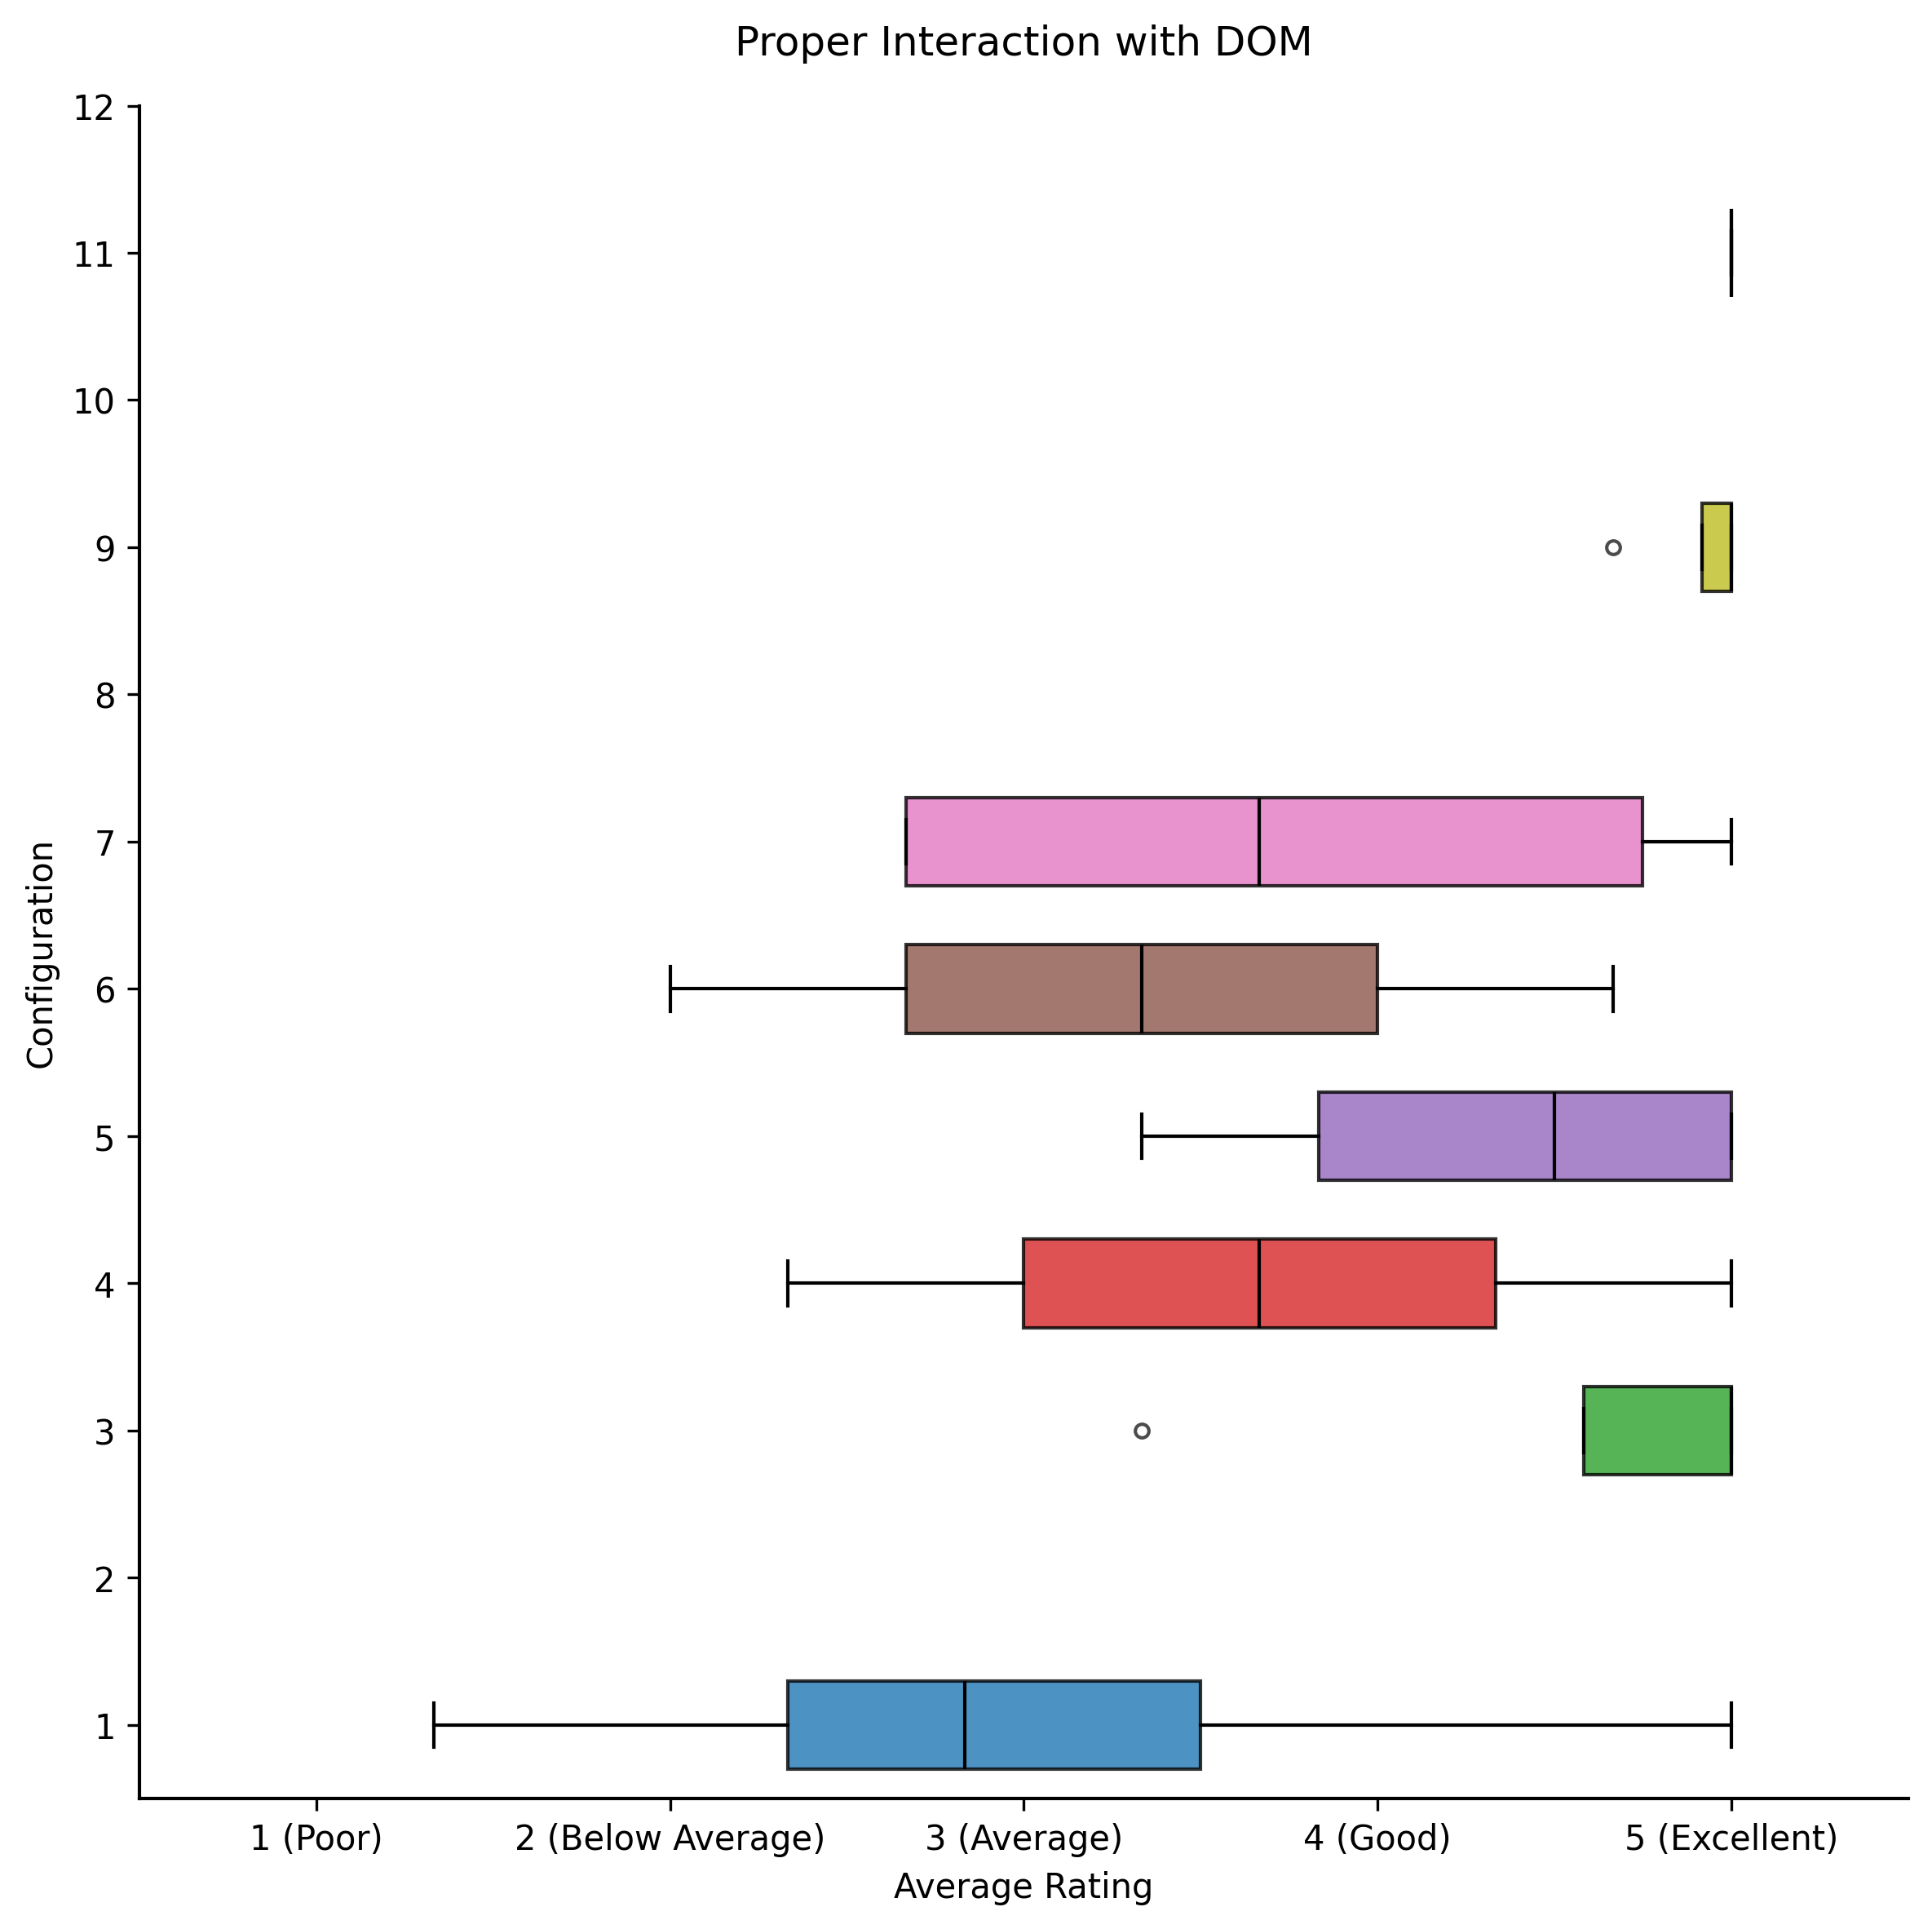 Proper Interaction with DOM
12
11
10
9
8
7
6
5
4
3
2
1
Configuration
1 (Poor)
2 (Below Average)
3 (Average)
4 (Good)
5 (Excellent)
Average Rating